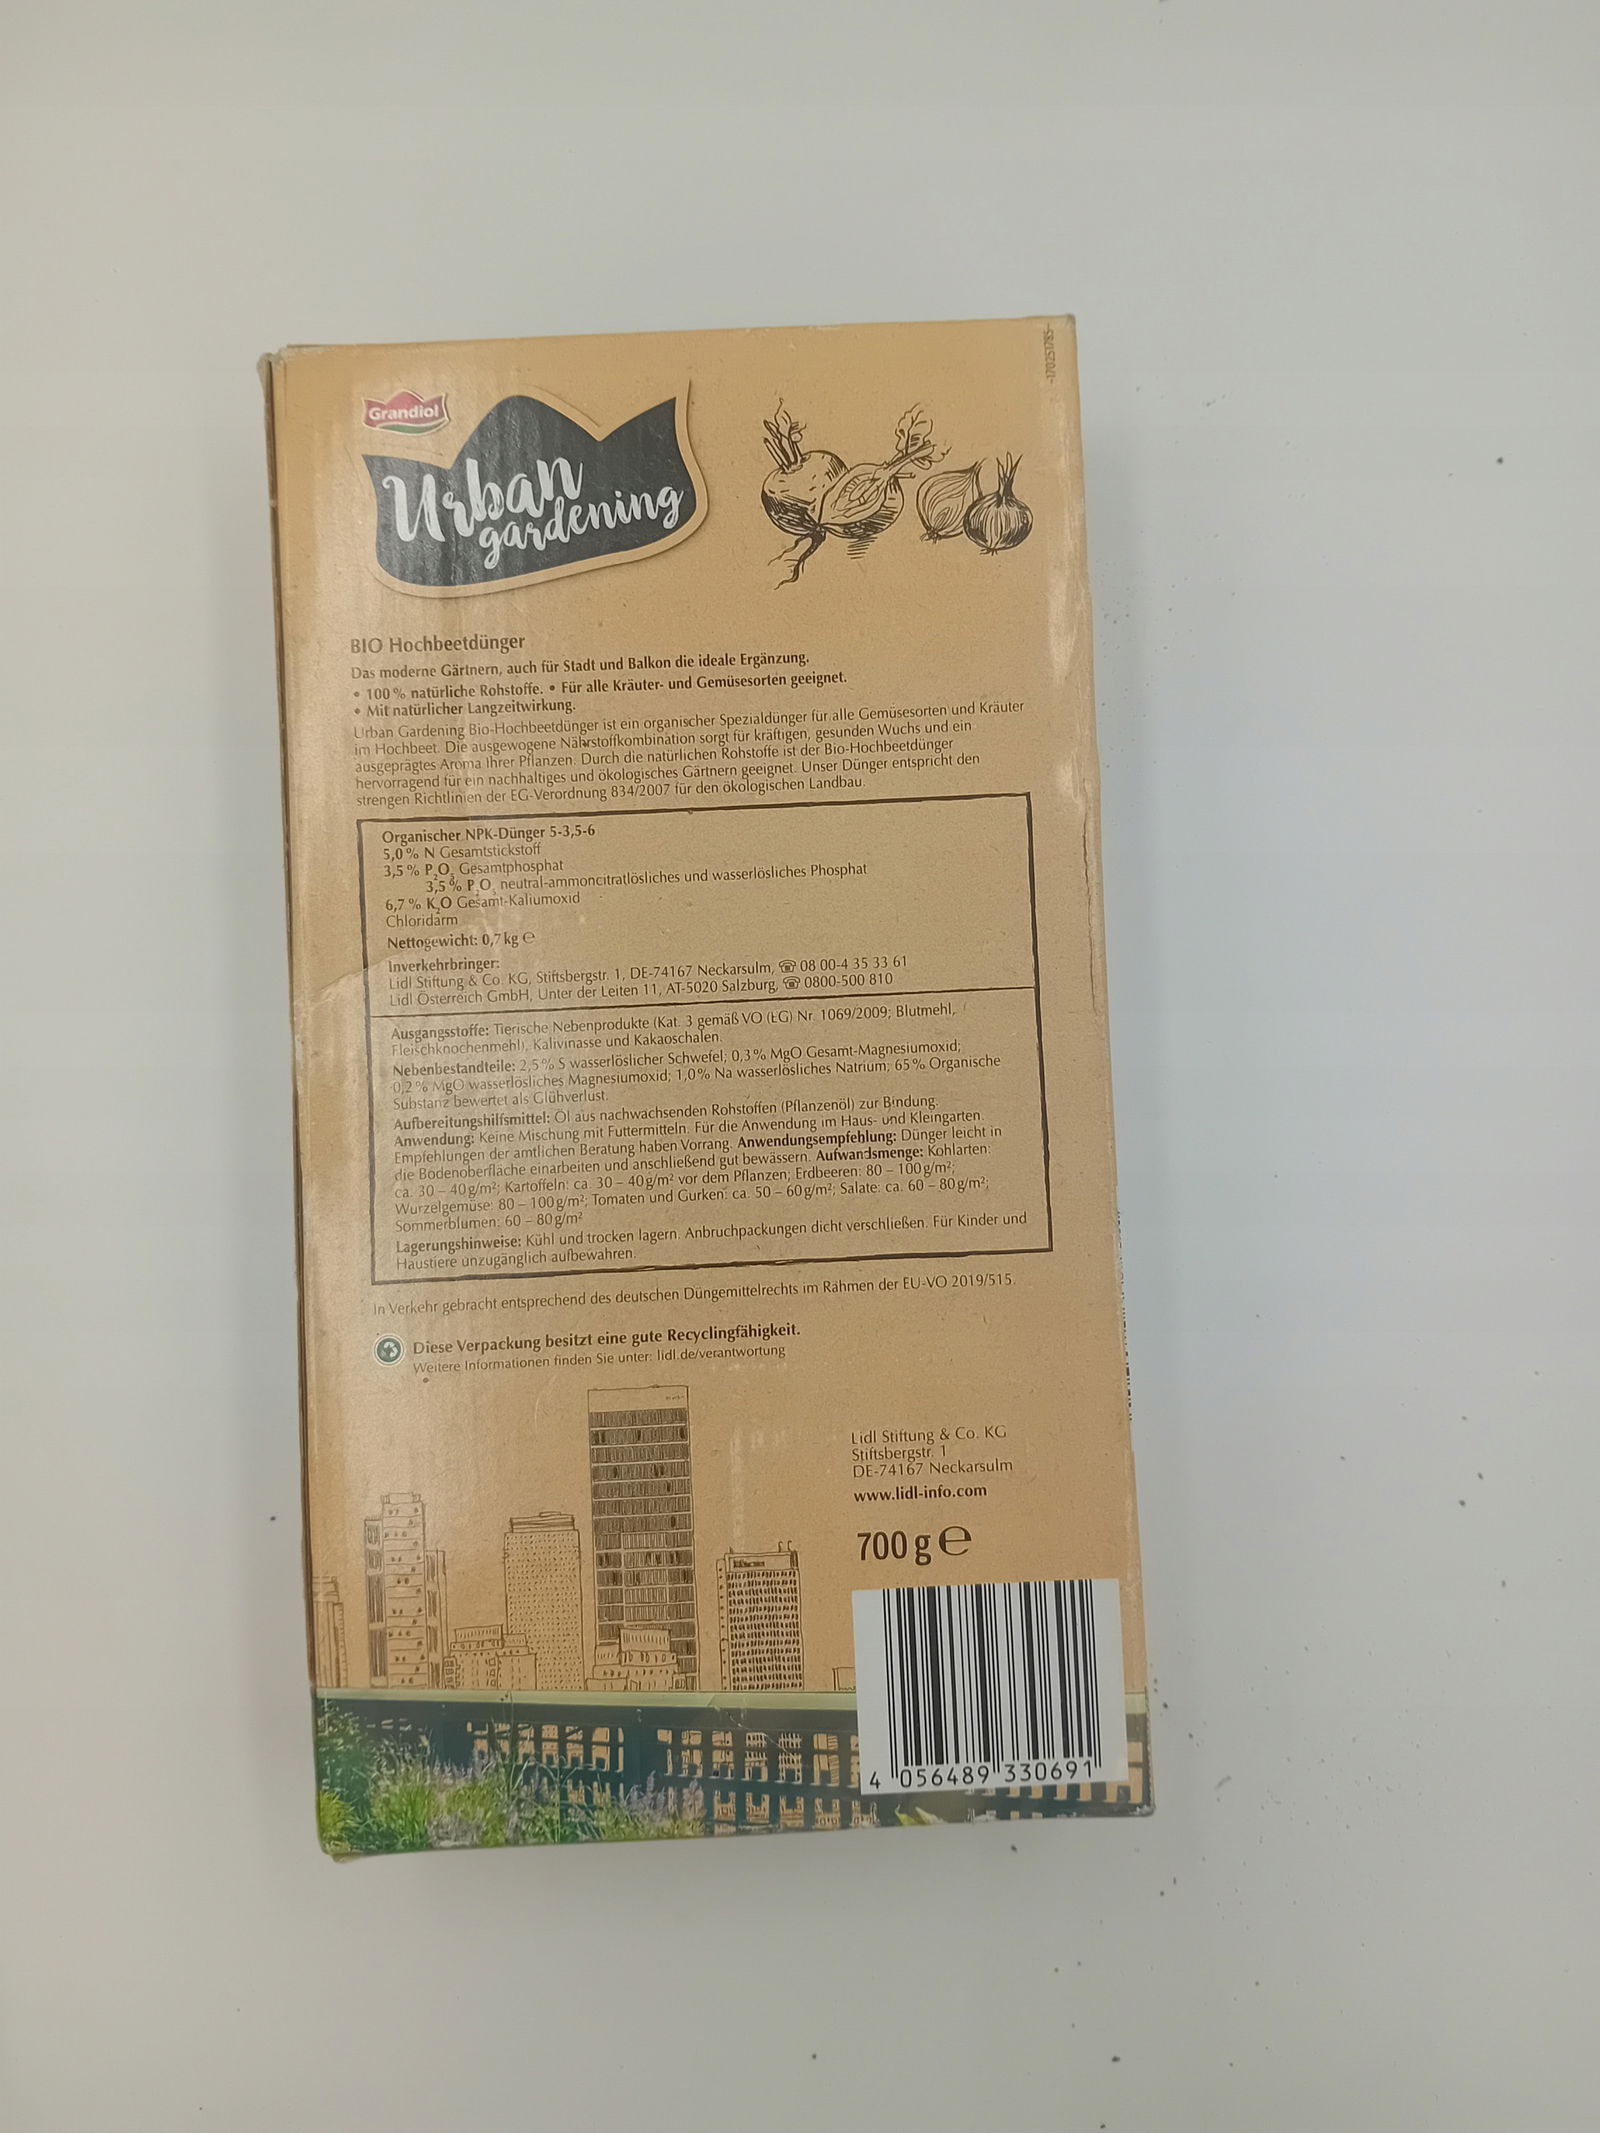 -17025178S-
Grandiol
Urban
gardening
BIO Hochbeetdünger
Das moderne Gärtnern, auch für Stadt und Balkon die ideale Ergänzung.
• 100 % natürliche Rohstoffe. • Für alle Kräuter- und Gemüsesorten geeignet.
• Mit natürlicher Langzeitwirkung.
Urban Gardening Bio-Hochbeetdünger ist ein organischer Spezialdünger für alle Gemüsesorten und Kräuter
im Hochbeet. Die ausgewogene Nährstoffkombination sorgt für kräftigen, gesunden Wuchs und ein
ausgeprägtes Aroma Ihrer Pflanzen. Durch die natürlichen Rohstoffe ist der Bio-Hochbeetdünger
hervorragend für ein nachhaltiges und ökologisches Gärtnern geeignet. Unser Dünger entspricht den
strengen Richtlinien der EG-Verordnung 834/2007 für den ökologischen Landbau.
Organischer NPK-Dünger 5-3,5-6
5,0 % N Gesamtstickstoff
3,5 % P₂O₅ Gesamtphosphat
3,5 % P₂O₅ neutral-ammoncitratlösliches und wasserlösliches Phosphat
6,7 % K₂O Gesamt-Kaliumoxid
Chloridarm
Nettogewicht: 0,7 kg ℮
Inverkehrbringer:
Lidl Stiftung & Co. KG, Stiftsbergstr. 1, DE-74167 Neckarsulm, ☎ 08 00-4 35 33 61
Lidl Österreich GmbH, Unter der Leiten 11, AT-5020 Salzburg, ☎ 0800-500 810
Ausgangsstoffe: Tierische Nebenprodukte (Kat. 3 gemäß VO (EG) Nr. 1069/2009; Blutmehl,
Fleischknochenmehl), Kalivinasse und Kakaoschalen.
Nebenbestandteile: 2,5 % S wasserlöslicher Schwefel; 0,3 % MgO Gesamt-Magnesiumoxid;
0,2 % MgO wasserlösliches Magnesiumoxid; 1,0 % Na wasserlösliches Natrium; 65 % Organische
Substanz bewertet als Glühverlust.
Aufbereitungshilfsmittel: Öl aus nachwachsenden Rohstoffen (Pflanzenöl) zur Bindung.
Anwendung: Keine Mischung mit Futtermitteln. Für die Anwendung im Haus- und Kleingarten.
Empfehlungen der amtlichen Beratung haben Vorrang. Anwendungsempfehlung: Dünger leicht in
die Bodenoberfläche einarbeiten und anschließend gut bewässern. Aufwandsmenge: Kohlarten:
ca. 30 – 40 g/m²; Kartoffeln: ca. 30 – 40 g/m² vor dem Pflanzen; Erdbeeren: 80 – 100 g/m²;
Wurzelgemüse: 80 – 100 g/m²; Tomaten und Gurken: ca. 50 – 60 g/m²; Salate: ca. 60 – 80 g/m²;
Sommerblumen: 60 – 80 g/m²
Lagerungshinweise: Kühl und trocken lagern. Anbruchpackungen dicht verschließen. Für Kinder und
Haustiere unzugänglich aufbewahren.
In Verkehr gebracht entsprechend des deutschen Düngemittelrechts im Rahmen der EU-VO 2019/515.
Diese Verpackung besitzt eine gute Recyclingfähigkeit.
Weitere Informationen finden Sie unter: lidl.de/verantwortung
Lidl Stiftung & Co. KG
Stiftsbergstr. 1
DE-74167 Neckarsulm
www.lidl-info.com
700 g ℮
4 056489 330691